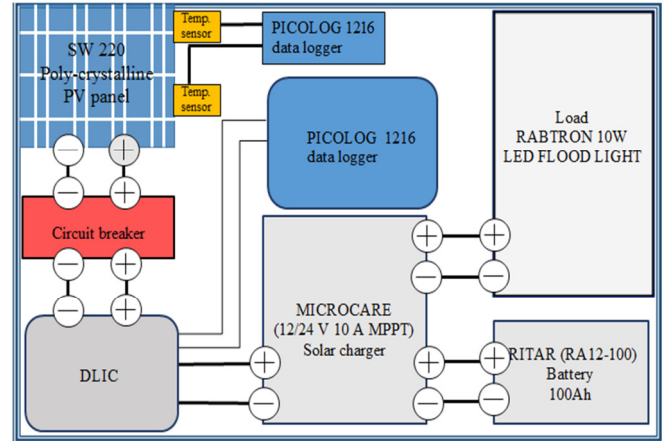 SW 220
Poly-crystalline
PV panel
Temp.
sensor
Temp.
sensor
PICOLOG 1216
data logger
PICOLOG 1216
data logger
Load
RABTRON 10W
LED FLOOD LIGHT
− +
− +
Circuit breaker
− +
− +
DLIC
+
−
MICROCARE
(12/24 V 10 A MPPT)
Solar charger
+ +
− −
+ +
− −
RITAR (RA12-100)
Battery
100Ah